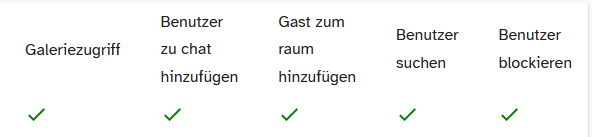 Galeriezugriff
Benutzer
zu chat
hinzufügen
Gast zum
raum
hinzufügen
Benutzer
suchen
Benutzer
blockieren